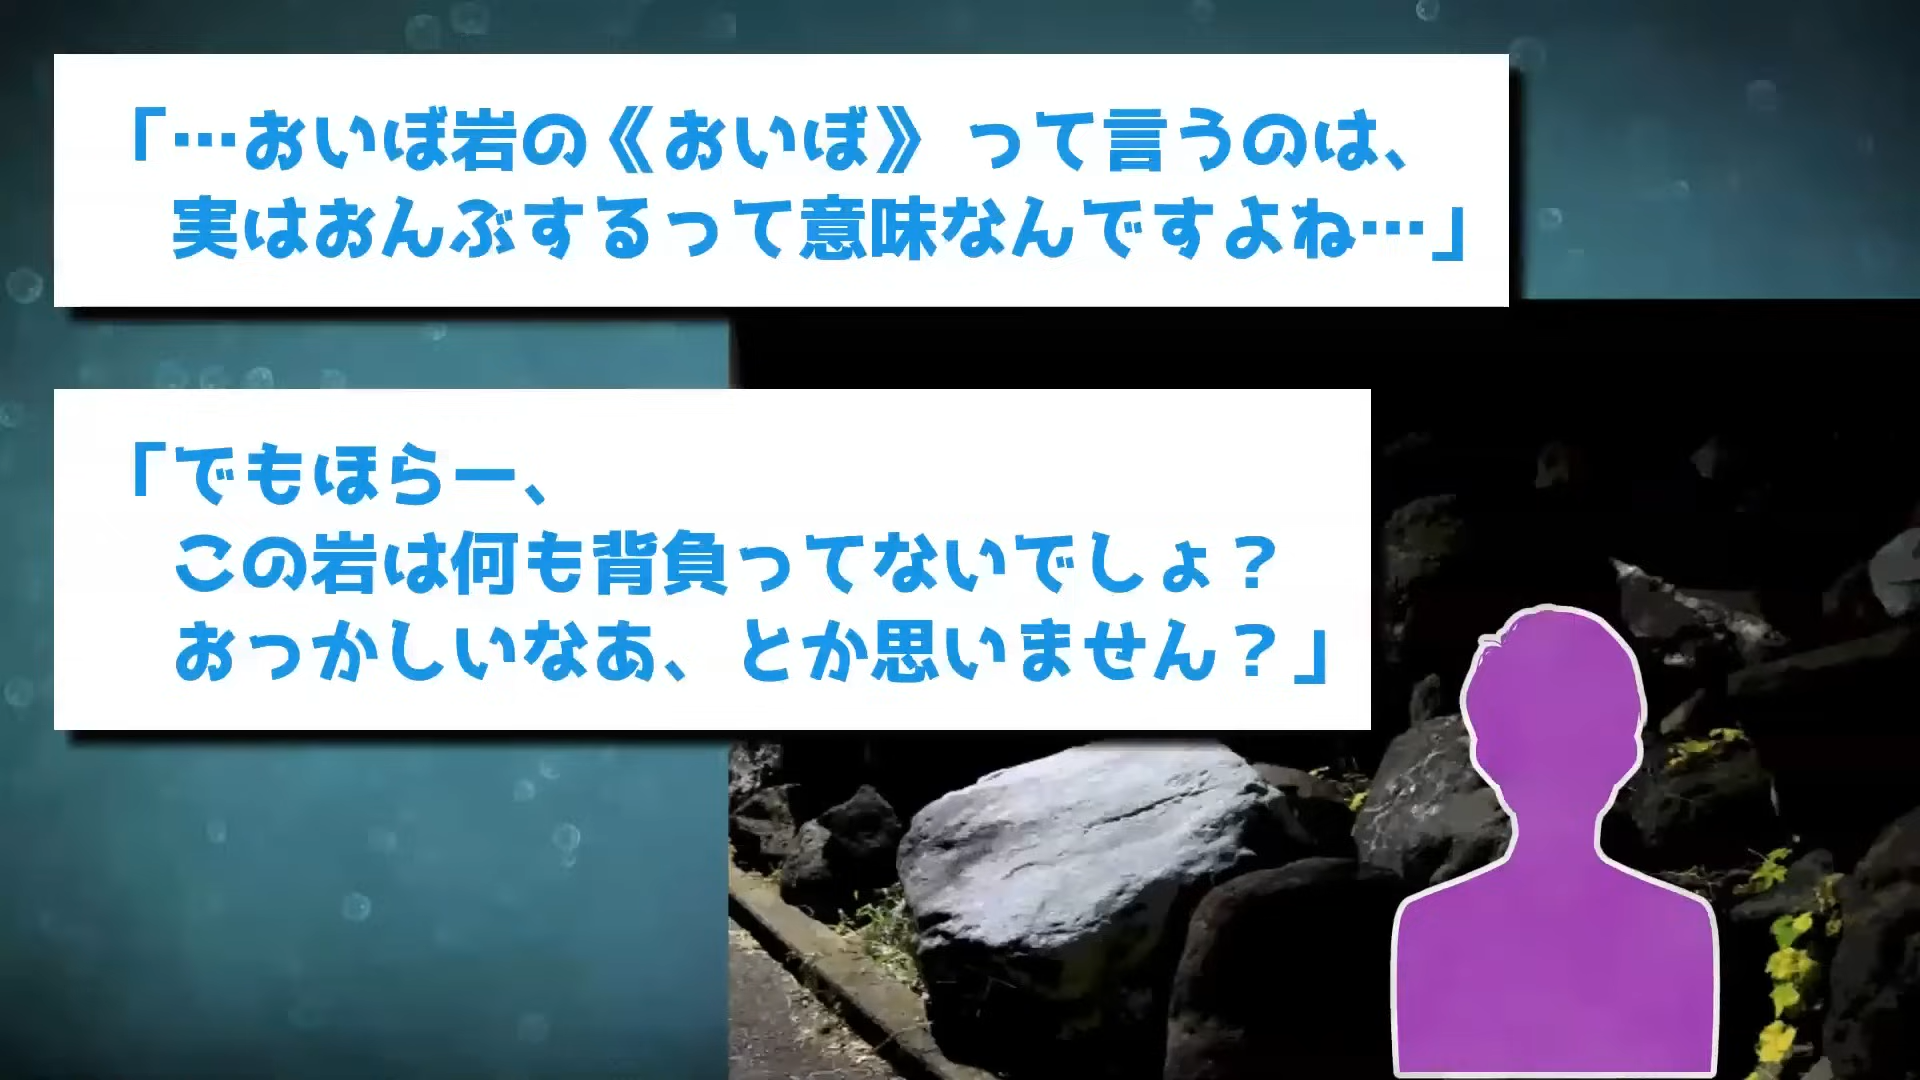 「…おいぼ岩の《おいぼ》って言うのは、
実はおんぶするって意味なんですよね…」
「でもほらー、
この岩は何も背負ってないでしょ？
おっかしいなあ、とか思いません？」